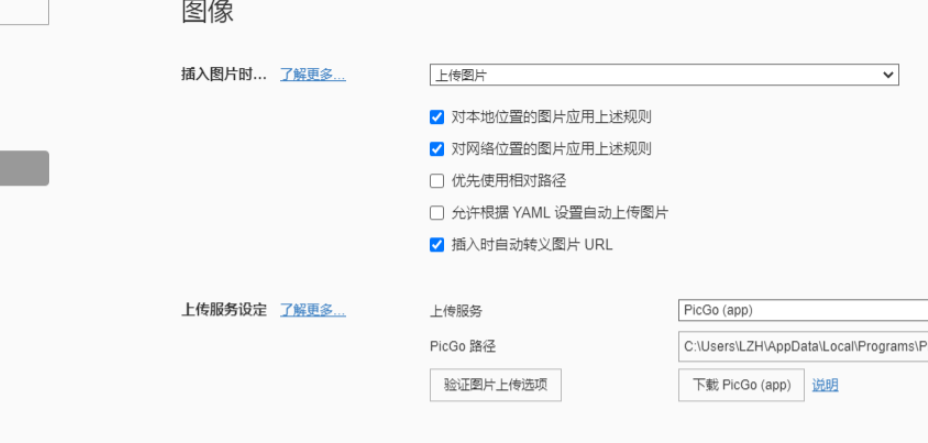 图像
插入图片时... 了解更多... 上传图片
对本地位置的图片应用上述规则
对网络位置的图片应用上述规则
优先使用相对路径
允许根据 YAML 设置自动上传图片
插入时自动转义图片 URL
上传服务设定 了解更多... 上传服务 PicGo (app)
PicGo 路径 C:\Users\LZH\AppData\Local\Programs\P
验证图片上传选项 下载 PicGo (app) 说明